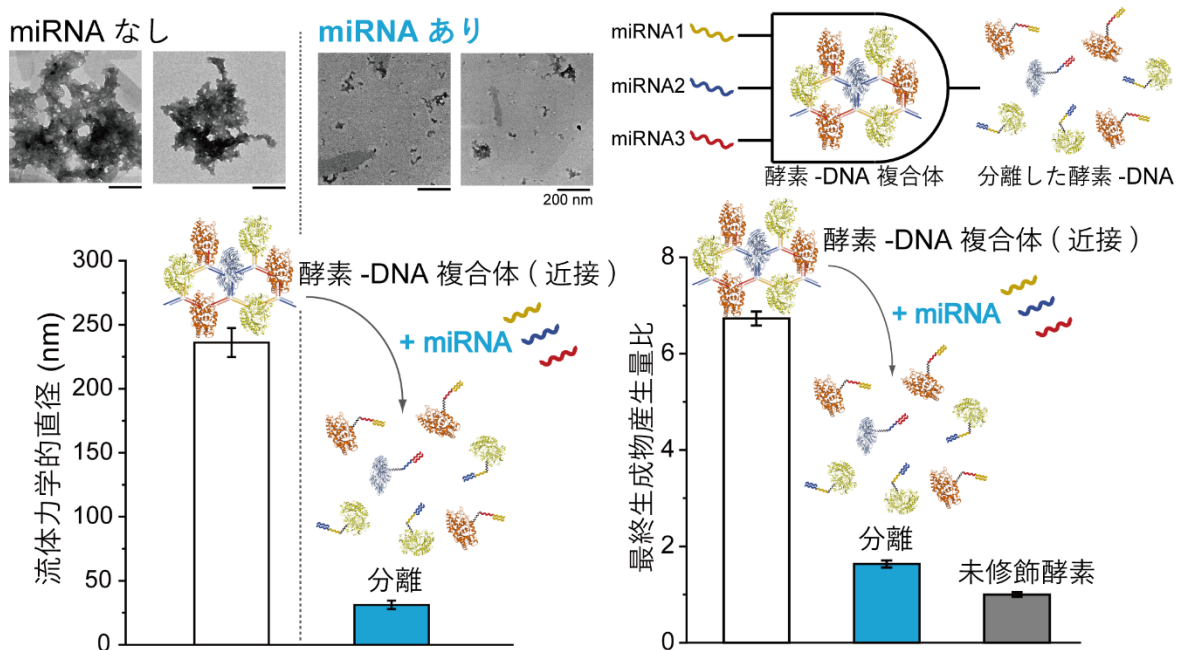 miRNA なし
miRNA あり
200 nm
miRNA1
miRNA2
miRNA3
酵素 -DNA 複合体
分離した酵素 -DNA
流体力学的直径 (nm)
300
250
200
150
100
50
0
酵素 -DNA 複合体 ( 近接 )
+ miRNA
分離
最終生成物産生量比
8
6
4
2
0
酵素 -DNA 複合体 ( 近接 )
+ miRNA
分離
未修飾酵素